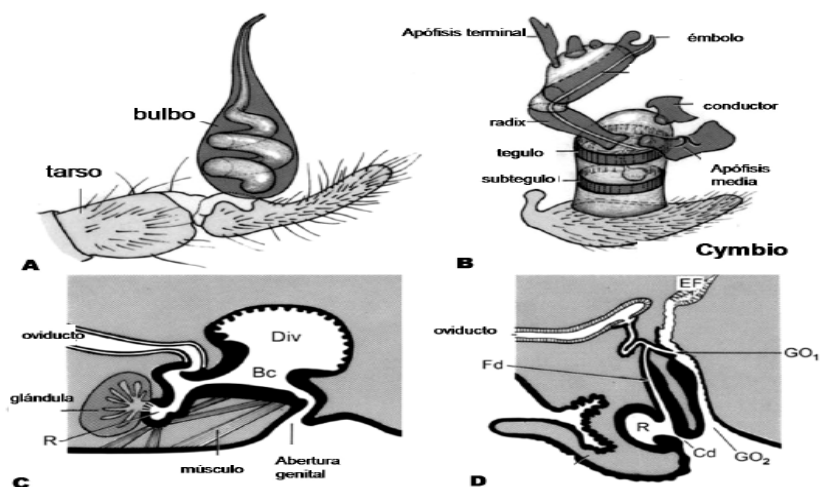 bulbo
tarso
A
Apófisis terminal
émbolo
conductor
radix
tegulo
subtegulo
Apófisis
media
Cymbio
B
oviducto
Div
Bc
glándula
R
músculo
Abertura
genital
C
EF
oviducto
GO1
Fd
R
Cd
GO2
D